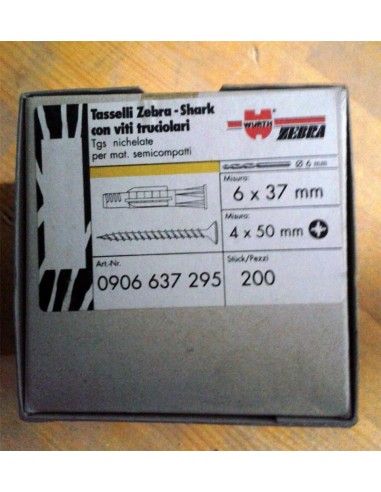 Tasselli Zebra-Shark
con viti truciolari
Tgs nichelate
per mat. semicompatti
WÜRTH
ZEBRA
Ø 6 mm
Misura:
6 x 37 mm
Misura:
4 x 50 mm
Art.-Nr.
0906 637 295
Stück/Pezzi
200